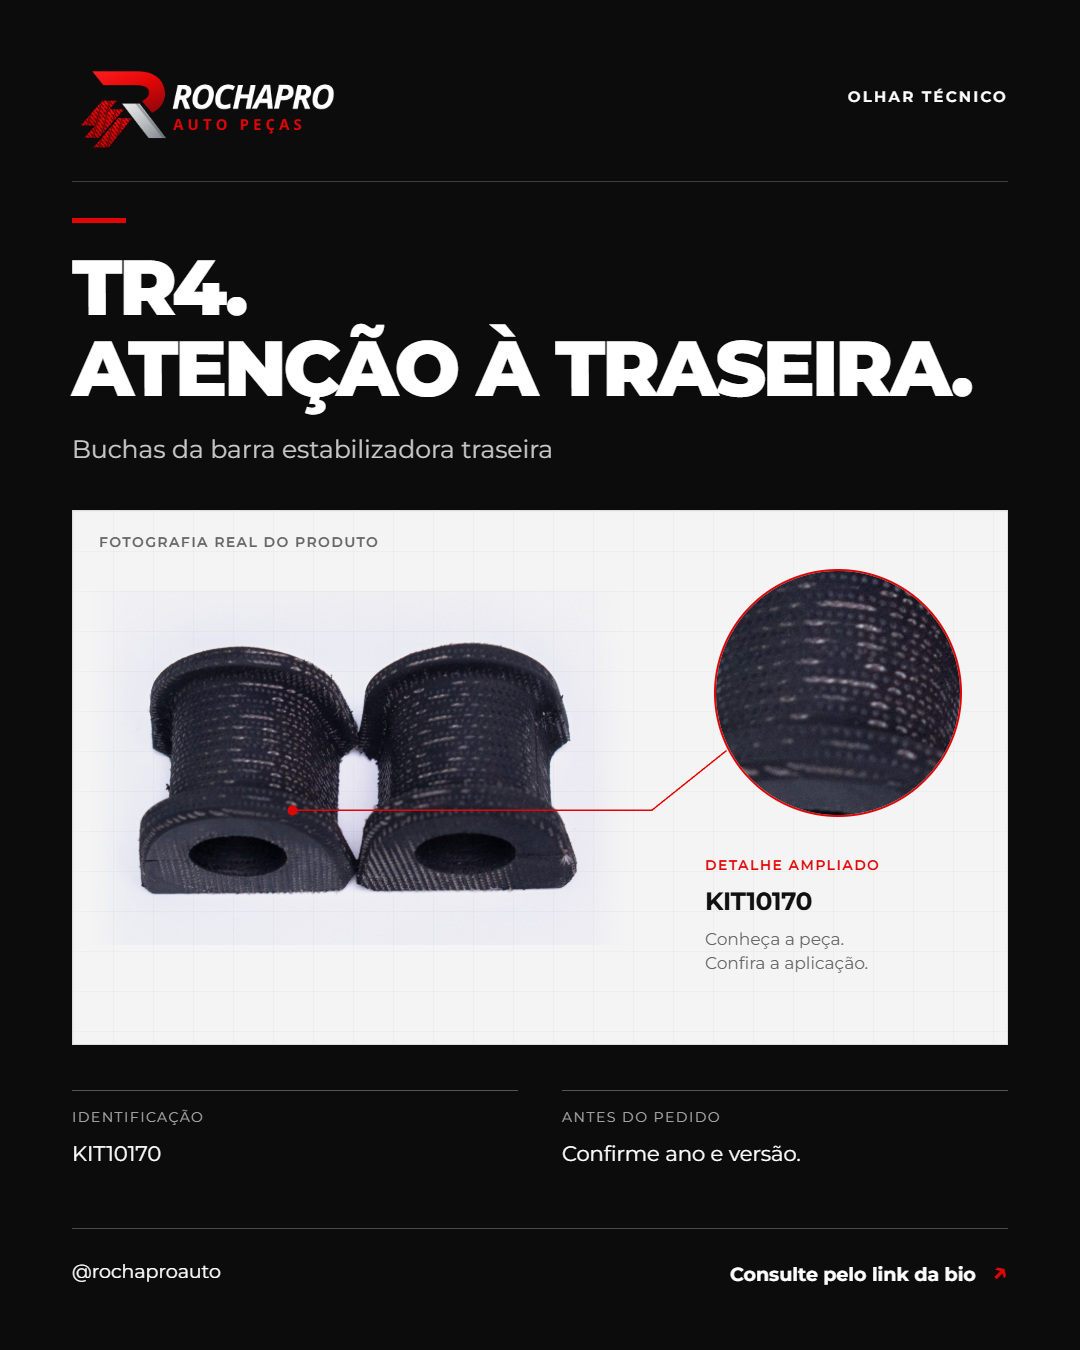 ROCHAPRO
AUTO PEÇAS
OLHAR TÉCNICO
TR4.
ATENÇÃO À TRASEIRA.
Buchas da barra estabilizadora traseira
FOTOGRAFIA REAL DO PRODUTO
DETALHE AMPLIADO
KIT10170
Conheça a peça.
Confira a aplicação.
IDENTIFICAÇÃO
KIT10170
ANTES DO PEDIDO
Confirme ano e versão.
@rochaproauto
Consulte pelo link da bio